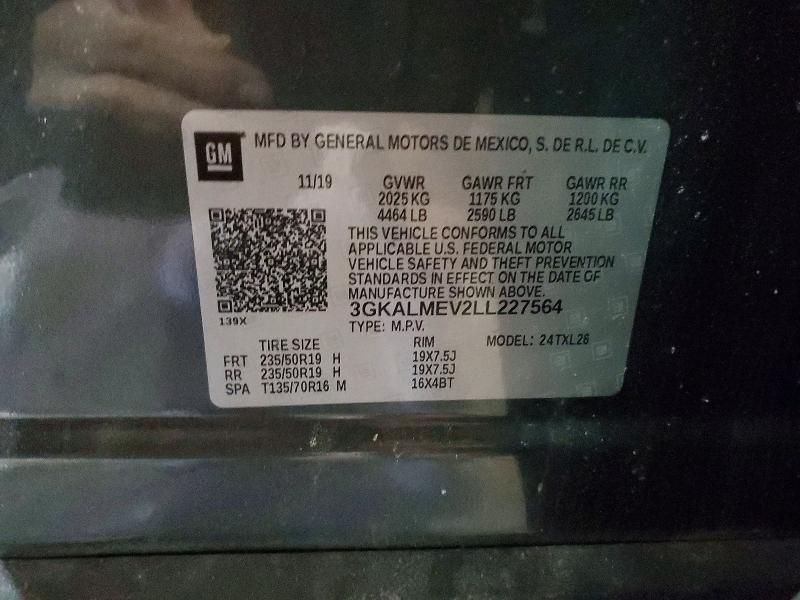 GM MFD BY GENERAL MOTORS DE MEXICO, S. DE R.L. DE C.V.
11/19 GVWR GAWR FRT GAWR RR
2025 KG 1175 KG 1200 KG
4464 LB 2590 LB 2645 LB
THIS VEHICLE CONFORMS TO ALL
APPLICABLE U.S. FEDERAL MOTOR
VEHICLE SAFETY AND THEFT PREVENTION
STANDARDS IN EFFECT ON THE DATE OF
MANUFACTURE SHOWN ABOVE.
3GKALMEV2LL227564
139X
TYPE: M.P.V.
TIRE SIZE RIM MODEL: 24TXL26
FRT 235/50R19 H 19X7.5J
RR 235/50R19 H 19X7.5J
SPA T135/70R16 M 16X4BT